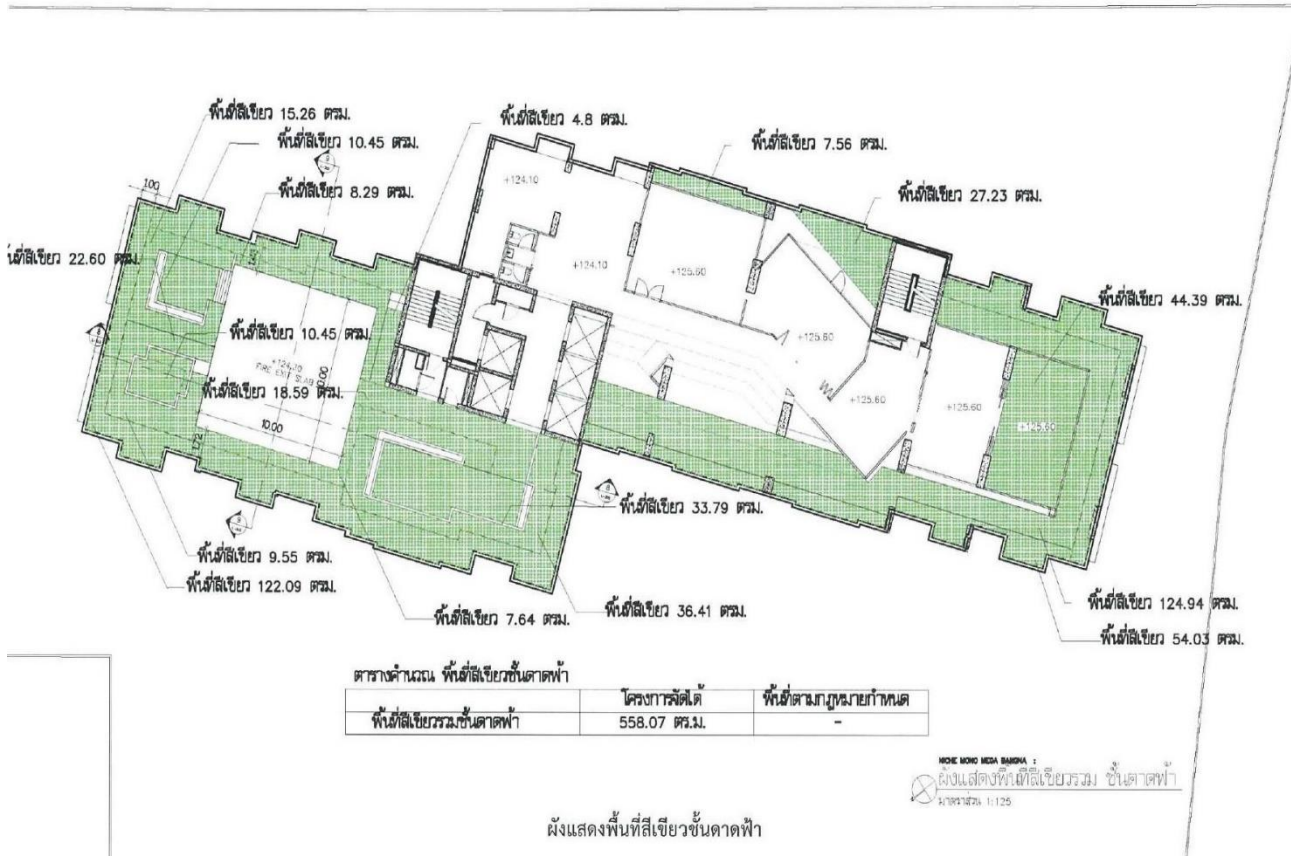 พื้นที่สีเขียว 15.26 ตรม.
พื้นที่สีเขียว 4.8 ตรม.
พื้นที่สีเขียว 10.45 ตรม.
พื้นที่สีเขียว 7.56 ตรม.
พื้นที่สีเขียว 8.29 ตรม.
พื้นที่สีเขียว 27.23 ตรม.
1.00
+124.10
ั้นที่สีเขียว 22.60 ตรม.
+124.10
+125.60
พื้นที่สีเขียว 44.39 ตรม.
พื้นที่สีเขียว 10.45 ตรม.
+125.60
FIRE EXIT SLAB
พื้นที่สีเขียว 18.59 ตรม.
+125.60
+125.60
+125.60
10.00
พื้นที่สีเขียว 33.79 ตรม.
พื้นที่สีเขียว 9.55 ตรม.
พื้นที่สีเขียว 122.09 ตรม.
พื้นที่สีเขียว 7.64 ตรม.
พื้นที่สีเขียว 36.41 ตรม.
พื้นที่สีเขียว 124.94 ตรม.
พื้นที่สีเขียว 54.03 ตรม.
ตารางคำนวณ พื้นที่สีเขียวชั้นดาดฟ้า
โครงการจัดได้ พื้นที่ตามกฎหมายกำหนด
พื้นที่สีเขียวรวมชั้นดาดฟ้า 558.07 ตร.ม. -
NICHE MONO MEGA BANGNA :
ผังแสดงพื้นที่สีเขียวรวม ชั้นดาดฟ้า
มาตราส่วน 1:125
ผังแสดงพื้นที่สีเขียวชั้นดาดฟ้า